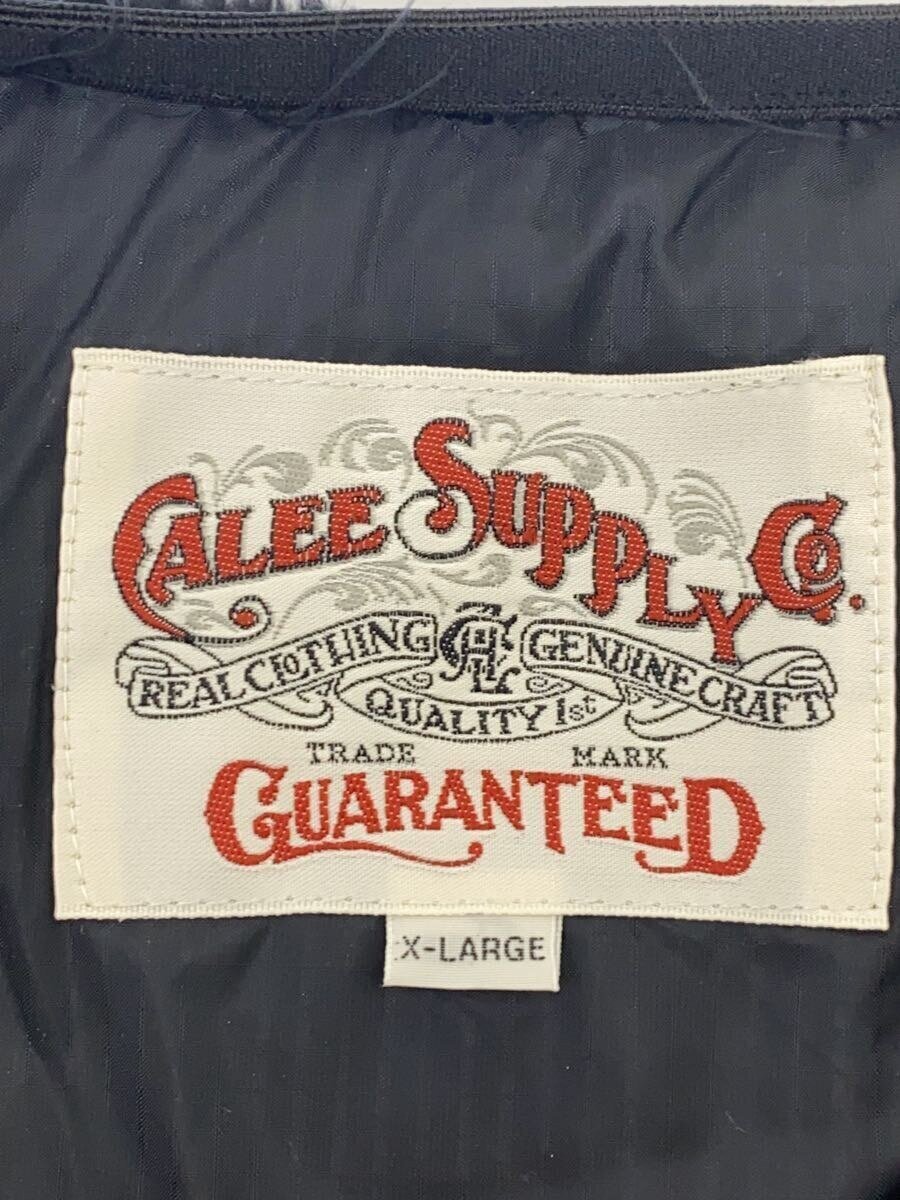 CALEE SUPPLY Co.
REAL CLOTHING GENUINE CRAFT
QUALITY 1st
TRADE MARK
GUARANTEED
X-LARGE